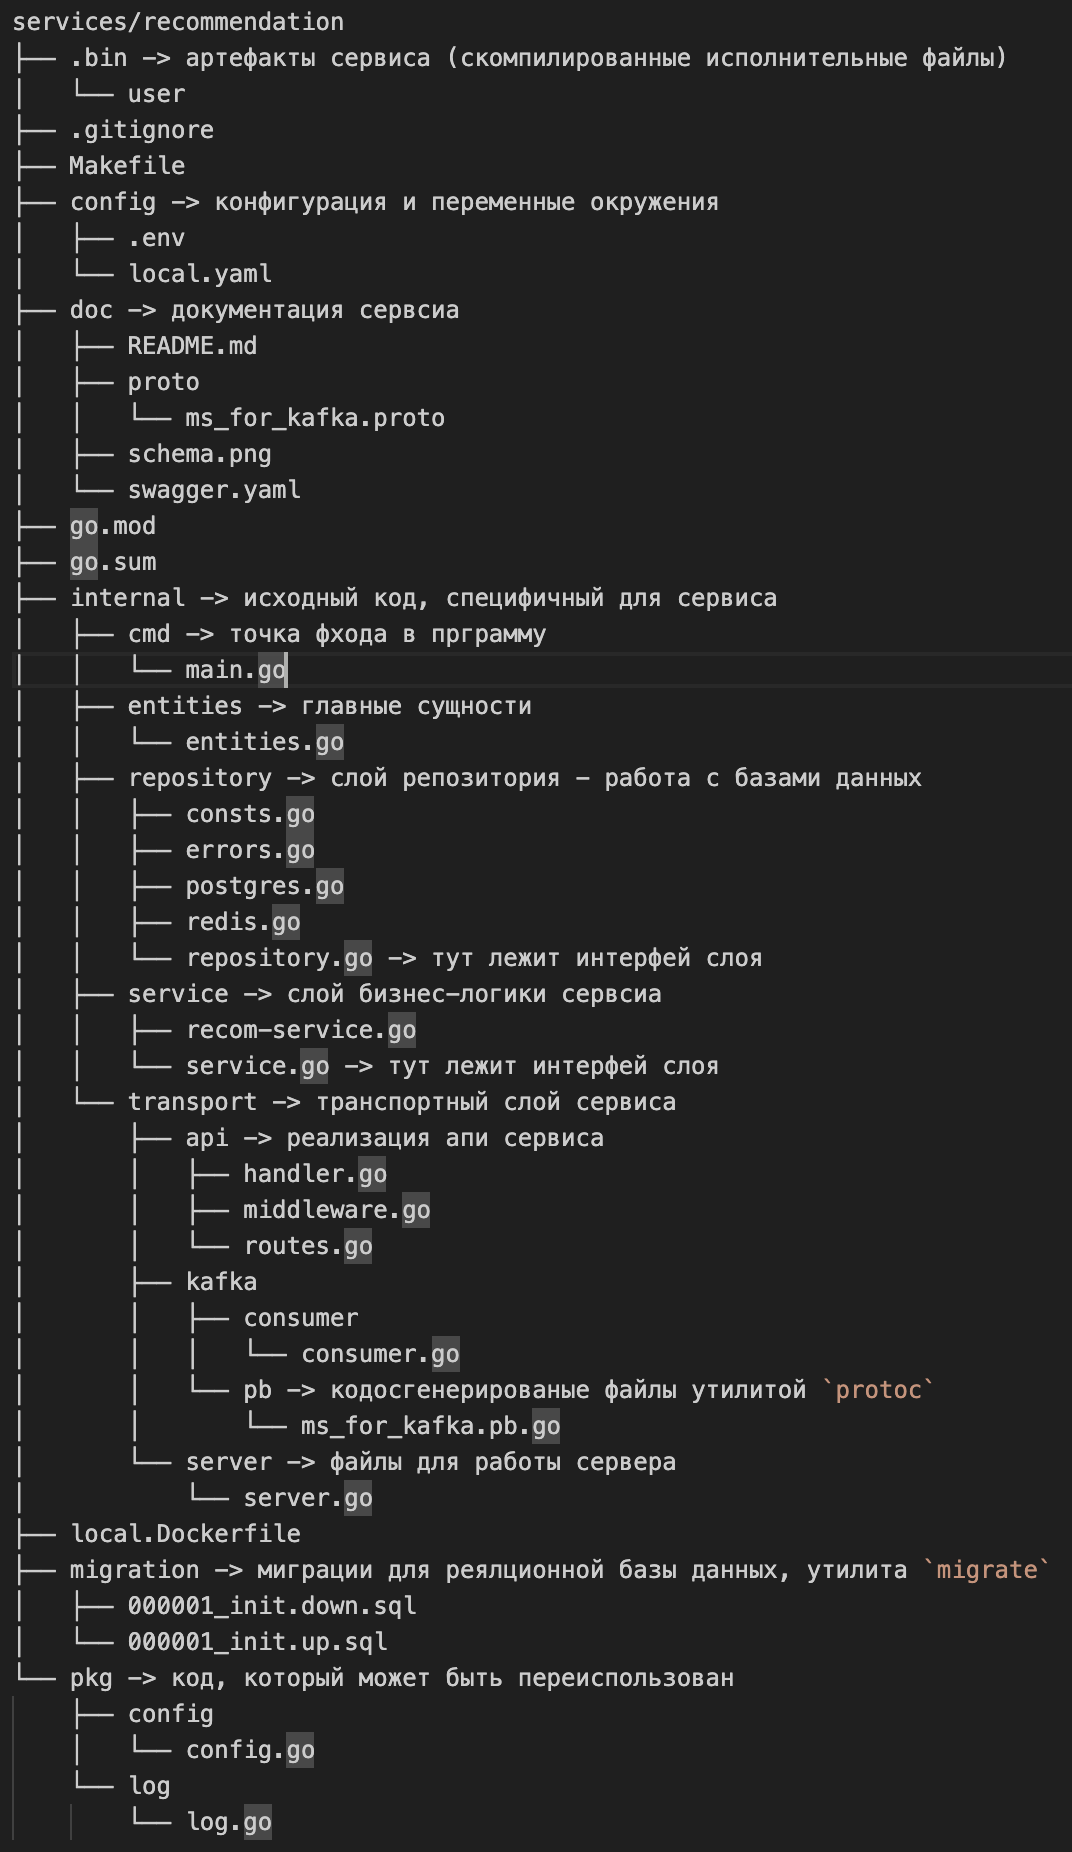 services/recommendation
├── .bin -> артефакты сервиса (скомпилированные исполнительные файлы)
│   └── user
├── .gitignore
├── Makefile
├── config -> конфигурация и переменные окружения
│   ├── .env
│   └── local.yaml
├── doc -> документация сервсиа
│   ├── README.md
│   ├── proto
│   │   └── ms_for_kafka.proto
│   ├── schema.png
│   └── swagger.yaml
├── go.mod
├── go.sum
├── internal -> исходный код, специфичный для сервиса
│   ├── cmd -> точка фхода в прграмму
│   │   └── main.go
│   ├── entities -> главные сущности
│   │   └── entities.go
│   ├── repository -> слой репозитория - работа с базами данных
│   │   ├── consts.go
│   │   ├── errors.go
│   │   ├── postgres.go
│   │   ├── redis.go
│   │   └── repository.go -> тут лежит интерфей слоя
│   ├── service -> слой бизнес-логики сервсиа
│   │   ├── recom-service.go
│   │   └── service.go -> тут лежит интерфей слоя
│   └── transport -> транспортный слой сервиса
│       ├── api -> реализация апи сервиса
│       │   ├── handler.go
│       │   ├── middleware.go
│       │   └── routes.go
│       ├── kafka
│       │   ├── consumer
│       │   │   └── consumer.go
│       │   └── pb -> кодосгенерированые файлы утилитой `protoc`
│       │       └── ms_for_kafka.pb.go
│       └── server -> файлы для работы сервера
│           └── server.go
├── local.Dockerfile
├── migration -> миграции для реялционной базы данных, утилита `migrate`
│   ├── 000001_init.down.sql
│   └── 000001_init.up.sql
└── pkg -> код, который может быть переиспользован
    ├── config
    │   └── config.go
    └── log
        └── log.go